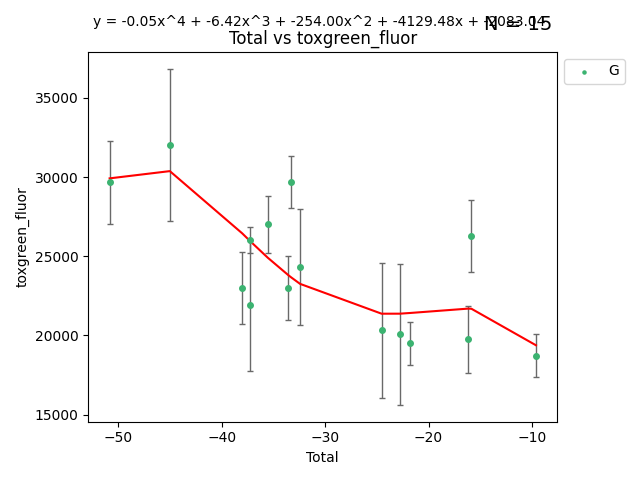 y = -0.05x^4 + -6.42x^3 + -254.00x^2 + -4129.48x +
N = 15
Total vs toxgreen_fluor
G
35000
30000
25000
20000
15000
toxgreen_fluor
−50 −40 −30 −20 −10
Total